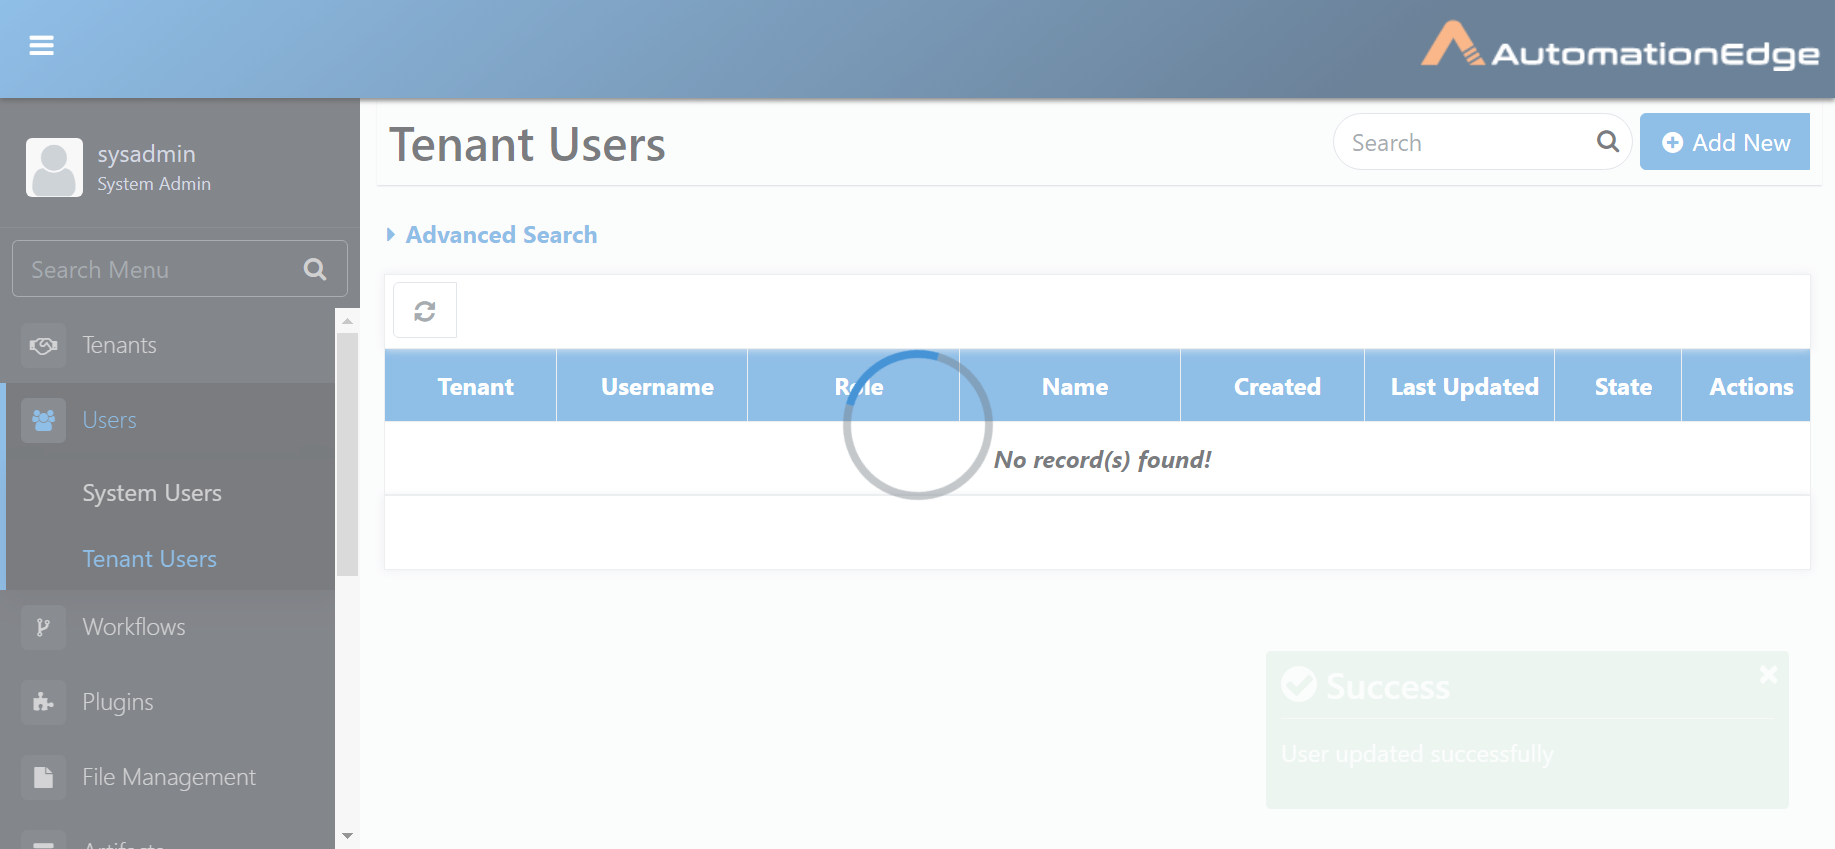 AutomationEdge
sysadmin
System Admin
Search Menu
Tenants
Users
System Users
Tenant Users
Workflows
Plugins
File Management
Artifacts
Tenant Users
Search
Add New
Advanced Search
Tenant Username Role Name Created Last Updated State Actions
No record(s) found!
Success
User updated successfully